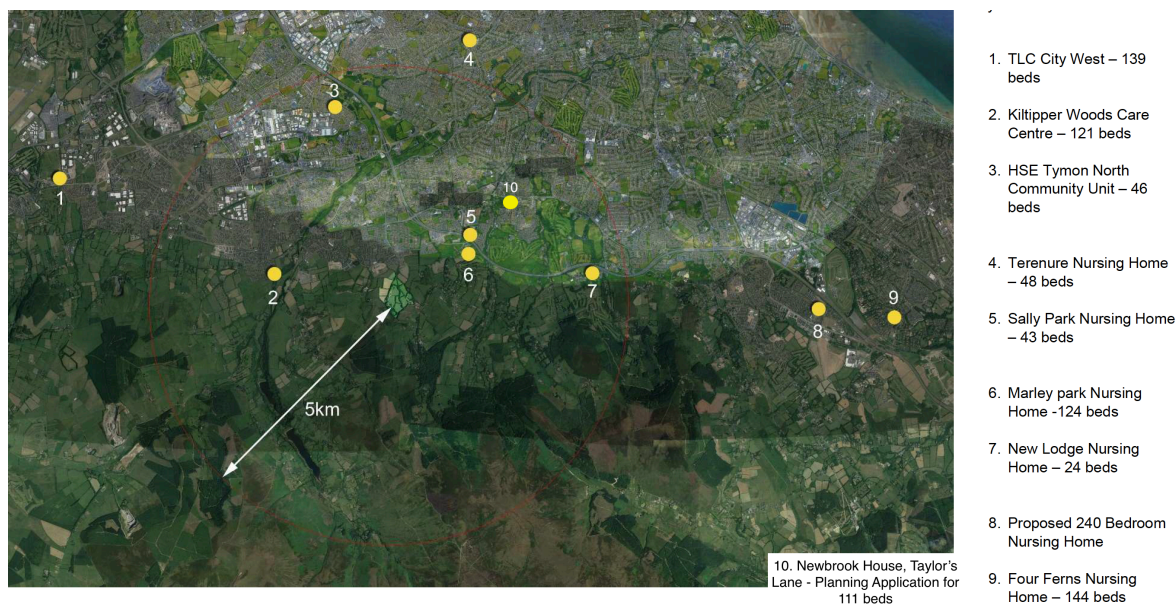 4
3
1
10
5
6
2
7
8
9
5km
10. Newbrook House, Taylor's
Lane - Planning Application for
111 beds
1. TLC City West – 139
beds
2. Kiltipper Woods Care
Centre – 121 beds
3. HSE Tymon North
Community Unit – 46
beds
4. Terenure Nursing Home
– 48 beds
5. Sally Park Nursing Home
– 43 beds
6. Marley park Nursing
Home -124 beds
7. New Lodge Nursing
Home – 24 beds
8. Proposed 240 Bedroom
Nursing Home
9. Four Ferns Nursing
Home – 144 beds